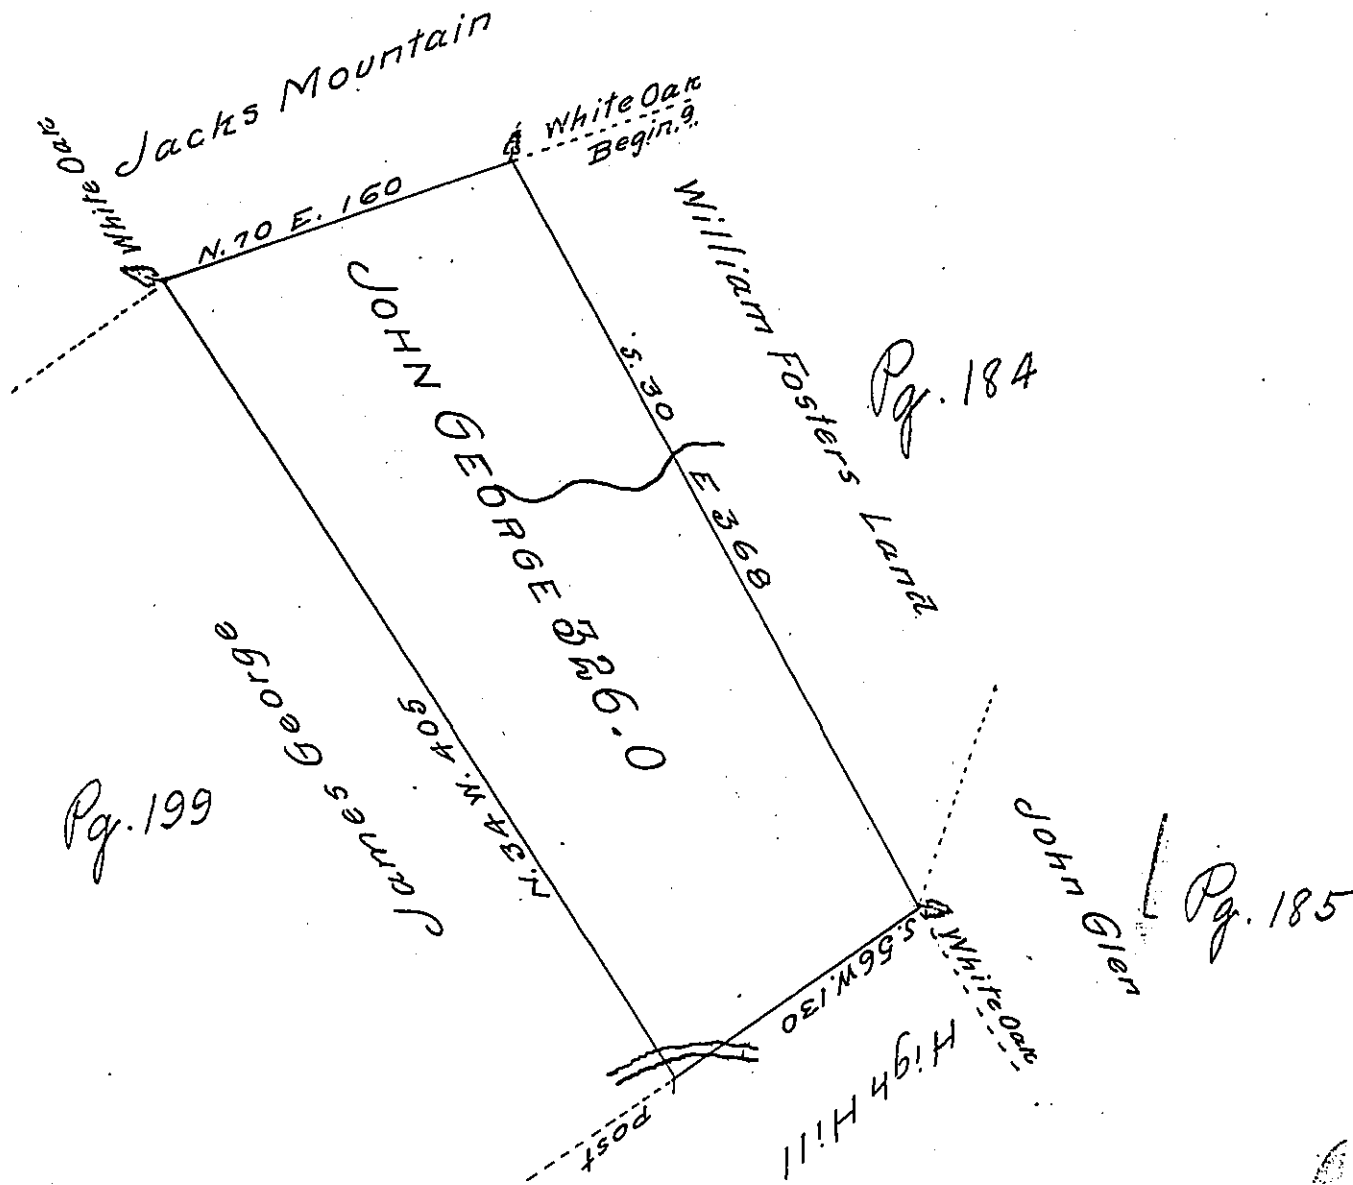 Jacks Mountain
White Oak
White Oak
Begin.g.
N. 70 E. 160
William Fosters Land
Pg. 184
JOHN GEORGE 326.0
S. 30 E 368
James George
Pg. 199
N. 34 W. 405
John Glen
Pg. 185
S. 56 W. 130
White Oak
High Hill
Post